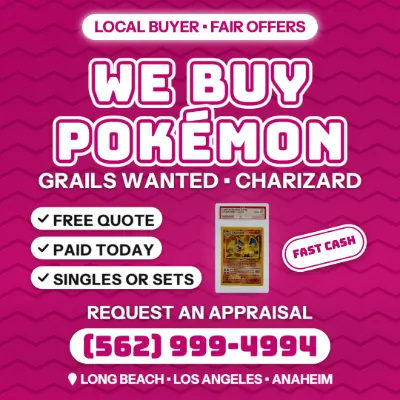 LOCAL BUYER ▪ FAIR OFFERS
WE BUY
POKÉMON
GRAILS WANTED ▪ CHARIZARD
✓ FREE QUOTE
✓ PAID TODAY
✓ SINGLES OR SETS
FAST CASH
REQUEST AN APPRAISAL
(562) 999-4994
LONG BEACH ▪ LOS ANGELES ▪ ANAHEIM